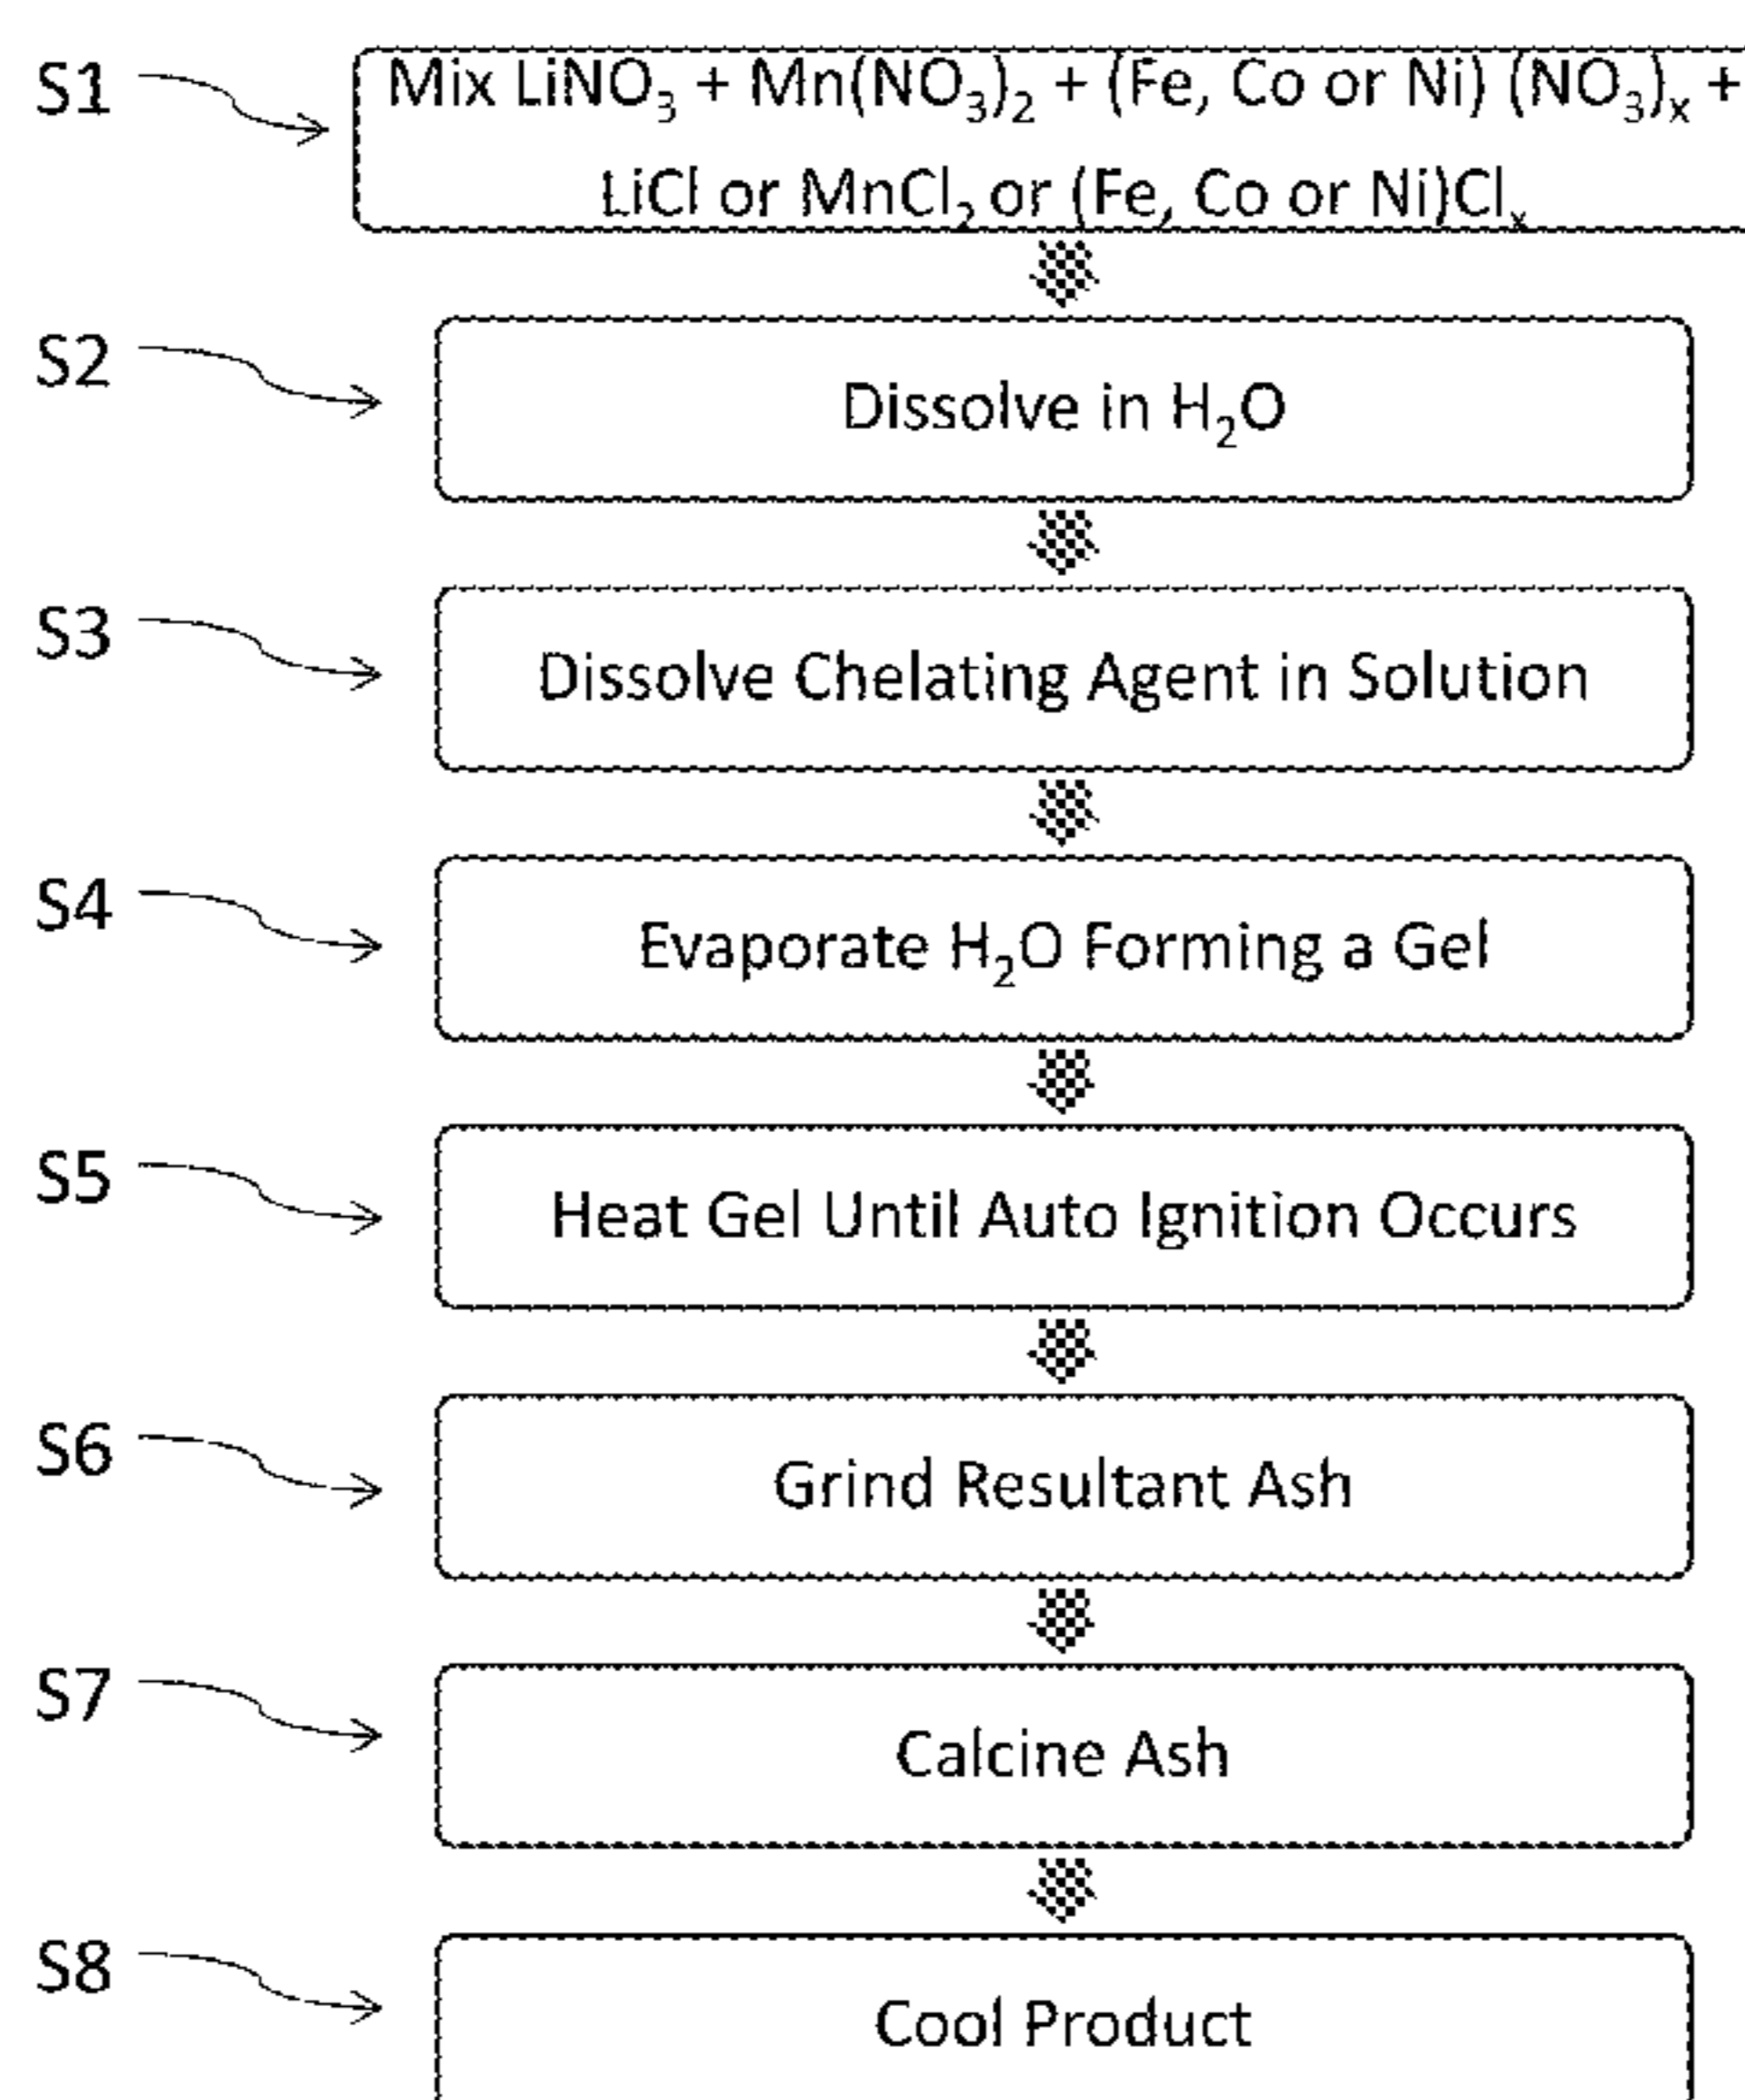 S1
Mix LiNO₃ + Mn(NO₃)₂ + (Fe, Co or Ni) (NO₃)ₓ +
LiCl or MnCl₂ or (Fe, Co or Ni)Clₓ
S2
Dissolve in H₂O
S3
Dissolve Chelating Agent in Solution
S4
Evaporate H₂O Forming a Gel
S5
Heat Gel Until Auto Ignition Occurs
S6
Grind Resultant Ash
S7
Calcine Ash
S8
Cool Product